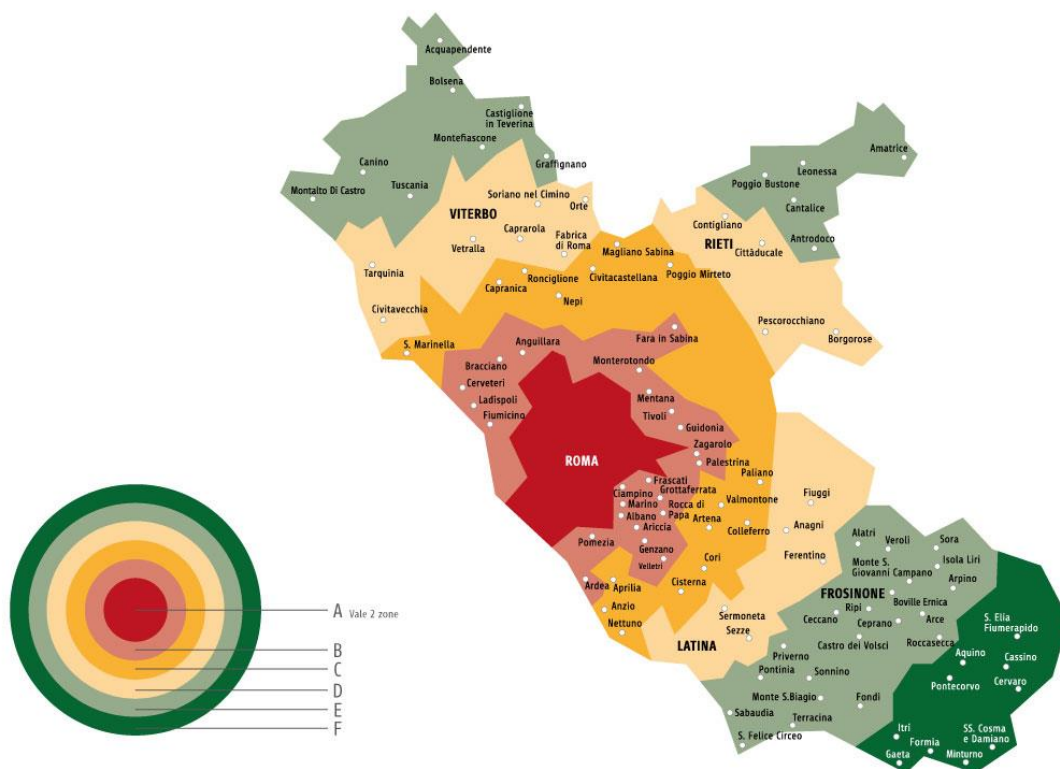 Acquapendente
Bolsena
Castiglione
in Teverina
Montefiascone
Graffignano
Canino
Tuscania
Montalto Di Castro
Amatrice
Leonessa
Poggio Bustone
Cantalice
Antrodoco
Contigliano
RIETI
Cittàducale
Soriano nel Cimino
Orte
VITERBO
Caprarola
Fabrica
di Roma
Vetralla
Magliano Sabina
Tarquinia
Ronciglione
Civitacastellana
Poggio Mirteto
Capranica
Nepi
Civitavecchia
Pescorocchiano
Borgorose
S. Marinella
Anguillara
Fara in Sabina
Bracciano
Monterotondo
Cerveteri
Mentana
Ladispoli
Tivoli
Fiumicino
Guidonia
Zagarolo
ROMA
Palestrina
Paliano
Frascati
Ciampino
Grottaferrata
Marino
Rocca di
Papa
Valmontone
Fiuggi
Albano
Ariccia
Artena
Colleferro
Anagni
Pomezia
Genzano
Velletri
Cori
Ferentino
Alatri
Veroli
Sora
Monte S.
Giovanni Campano
Isola Liri
Arpino
Ardea
Aprilia
Cisterna
FROSINONE
Anzio
Nettuno
Sermoneta
Sezze
LATINA
Ripi
Boville Ernica
Ceccano
Ceprano
Arce
S. Elia
Fiumerapido
Castro dei Volsci
Roccasecca
Priverno
Pontinia
Sonnino
Aquino
Cassino
Pontecorvo
Cervaro
Monte S.Biagio
Fondi
Sabaudia
Terracina
S. Felice Circeo
Itri
Formia
SS. Cosma
e Damiano
Gaeta
Minturno
A Vale 2 zone
B
C
D
E
F